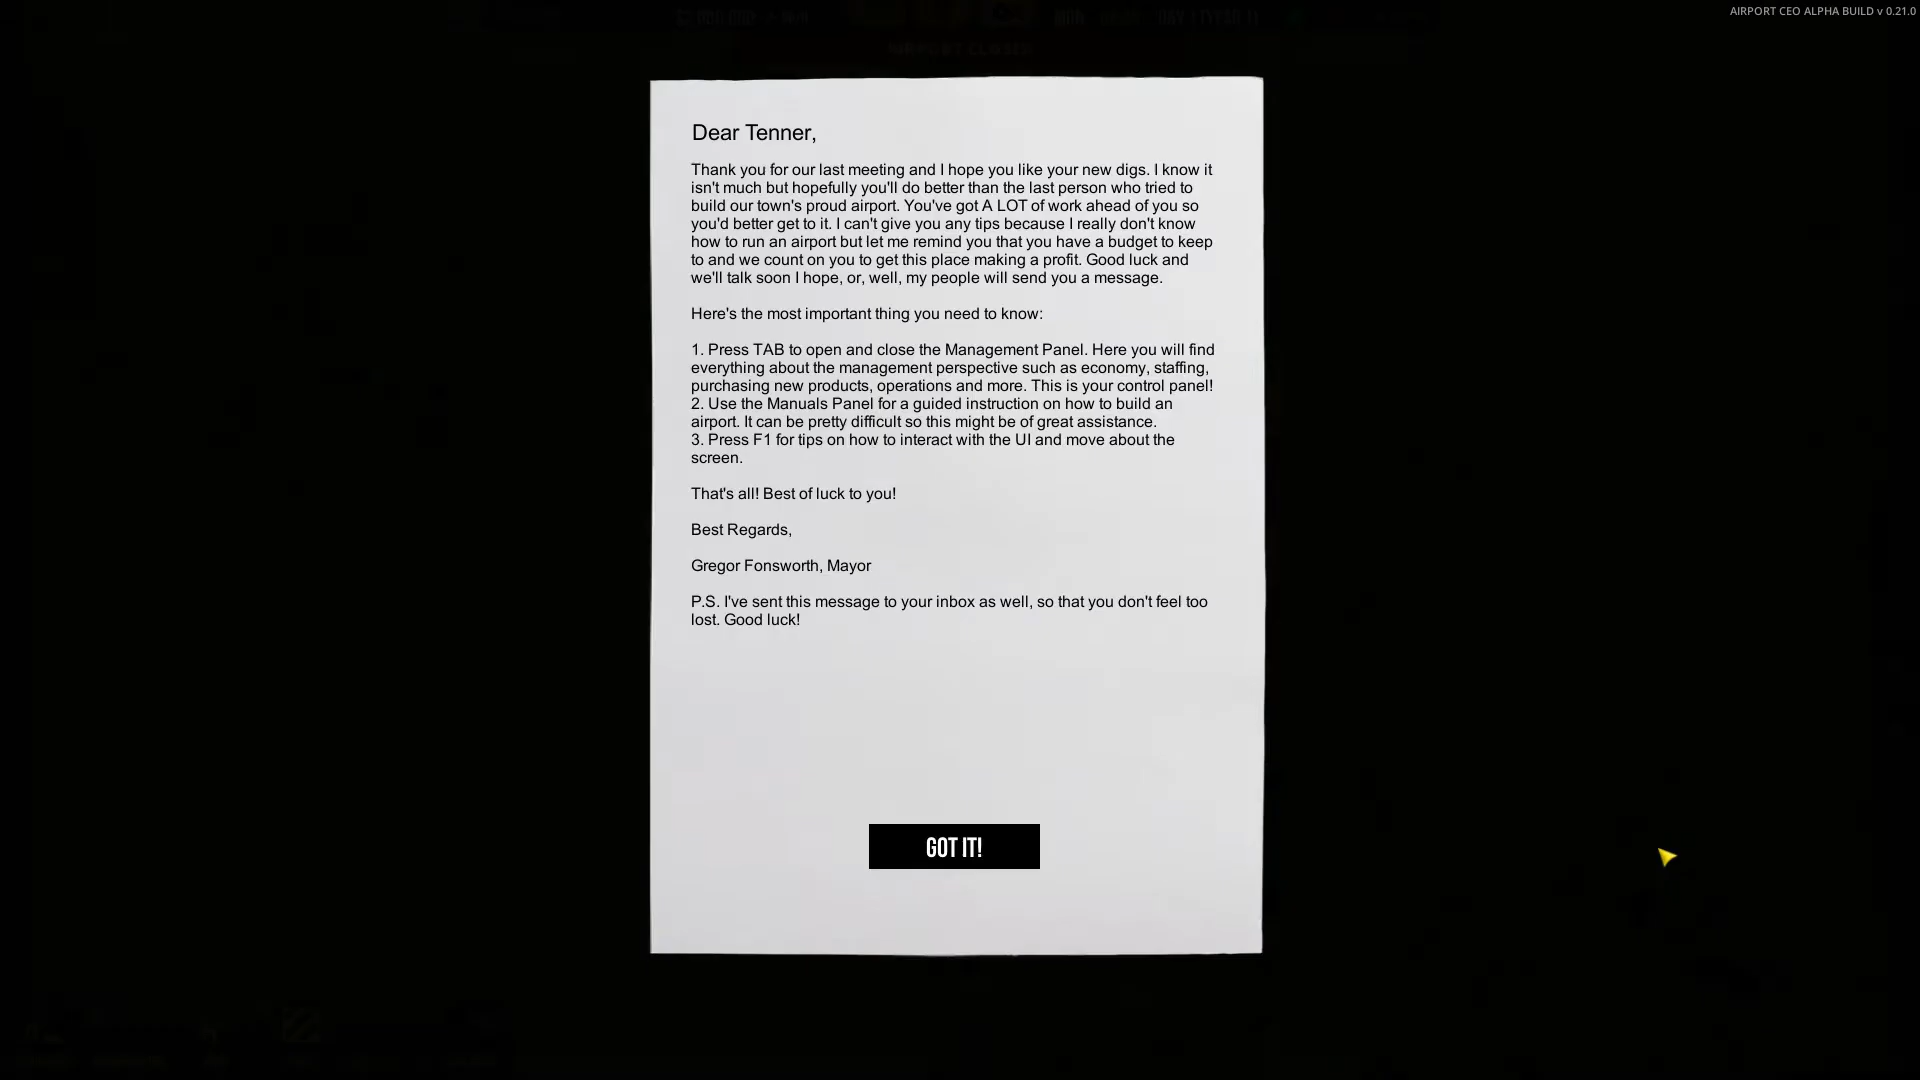 AIRPORT CEO ALPHA BUILD v 0.21.0
AIRPORT CLOSED
Dear Tenner,
Thank you for our last meeting and I hope you like your new digs. I know it
isn't much but hopefully you'll do better than the last person who tried to
build our town's proud airport. You've got A LOT of work ahead of you so
you'd better get to it. I can't give you any tips because I really don't know
how to run an airport but let me remind you that you have a budget to keep
to and we count on you to get this place making a profit. Good luck and
we'll talk soon I hope, or, well, my people will send you a message.
Here's the most important thing you need to know:
1. Press TAB to open and close the Management Panel. Here you will find
everything about the management perspective such as economy, staffing,
purchasing new products, operations and more. This is your control panel!
2. Use the Manuals Panel for a guided instruction on how to build an
airport. It can be pretty difficult so this might be of great assistance.
3. Press F1 for tips on how to interact with the UI and move about the
screen.
That's all! Best of luck to you!
Best Regards,
Gregor Fonsworth, Mayor
P.S. I've sent this message to your inbox as well, so that you don't feel too
lost. Good luck!
GOT IT!